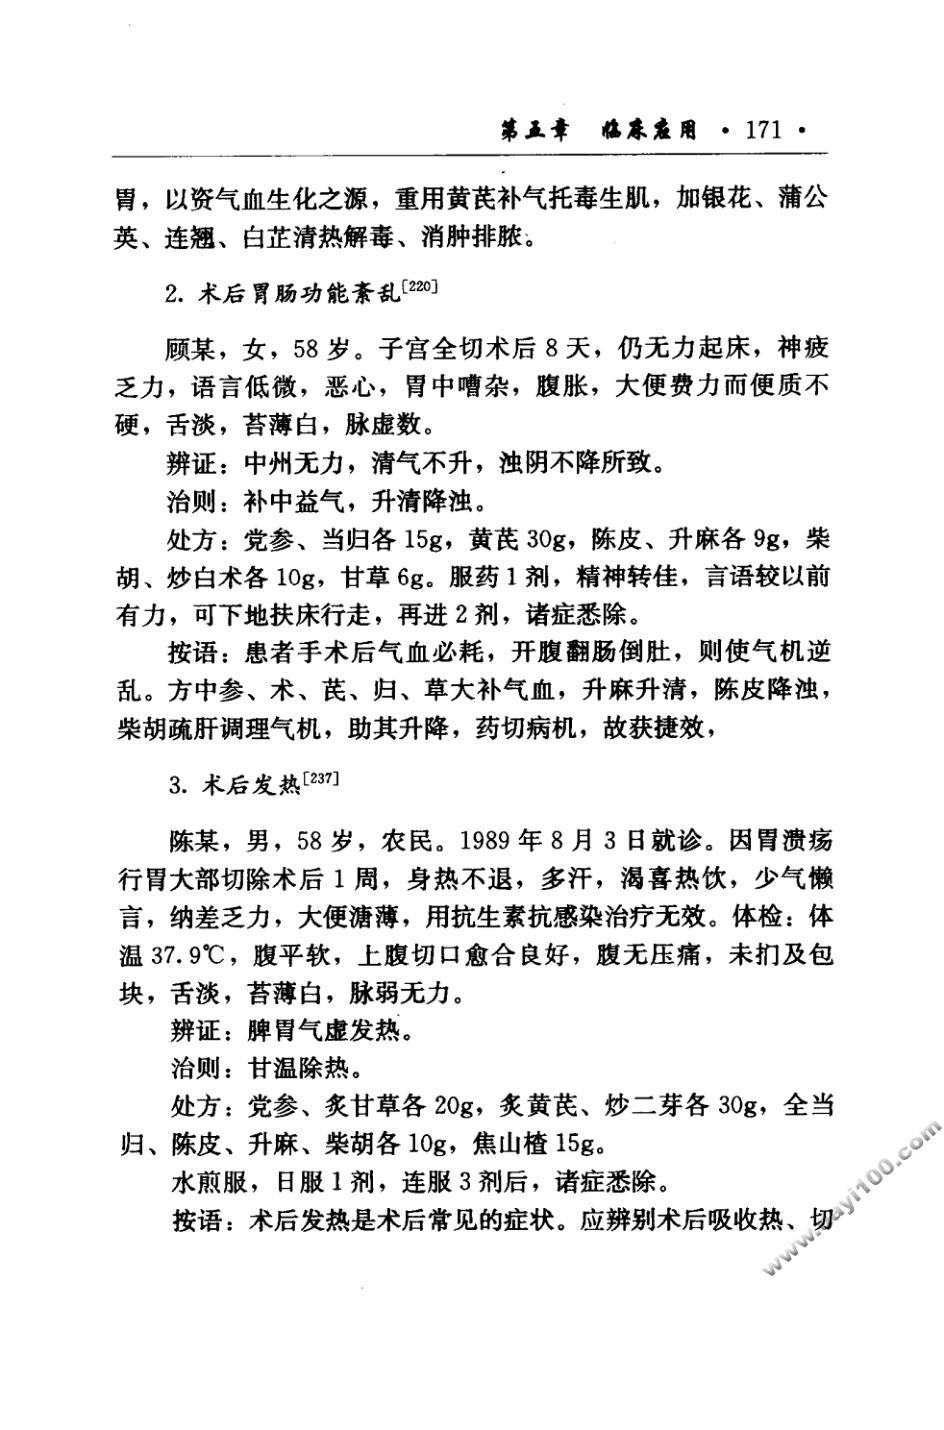 第五章　临床应用 · 171 ·
胃，以资气血生化之源，重用黄芪补气托毒生肌，加银花、蒲公
英、连翘、白芷清热解毒、消肿排脓。
2. 术后胃肠功能紊乱[220]
顾某，女，58 岁。子宫全切术后 8 天，仍无力起床，神疲
乏力，语言低微，恶心，胃中嘈杂，腹胀，大便费力而便质不
硬，舌淡，苔薄白，脉虚数。
辨证：中州无力，清气不升，浊阴不降所致。
治则：补中益气，升清降浊。
处方：党参、当归各 15g，黄芪 30g，陈皮、升麻各 9g，柴
胡、炒白术各 10g，甘草 6g。服药 1 剂，精神转佳，言语较以前
有力，可下地扶床行走，再进 2 剂，诸症悉除。
按语：患者手术后气血必耗，开腹翻肠倒肚，则使气机逆
乱。方中参、术、芪、归、草大补气血，升麻升清，陈皮降浊，
柴胡疏肝调理气机，助其升降，药切病机，故获捷效，
3. 术后发热[237]
陈某，男，58 岁，农民。1989 年 8 月 3 日就诊。因胃溃疡
行胃大部切除术后 1 周，身热不退，多汗，渴喜热饮，少气懒
言，纳差乏力，大便溏薄，用抗生素抗感染治疗无效。体检：体
温 37.9℃，腹平软，上腹切口愈合良好，腹无压痛，未扪及包
块，舌淡，苔薄白，脉弱无力。
辨证：脾胃气虚发热。
治则：甘温除热。
处方：党参、炙甘草各 20g，炙黄芪、炒二芽各 30g，全当
归、陈皮、升麻、柴胡各 10g，焦山楂 15g。
水煎服，日服 1 剂，连服 3 剂后，诸症悉除。
按语：术后发热是术后常见的症状。应辨别术后吸收热、切